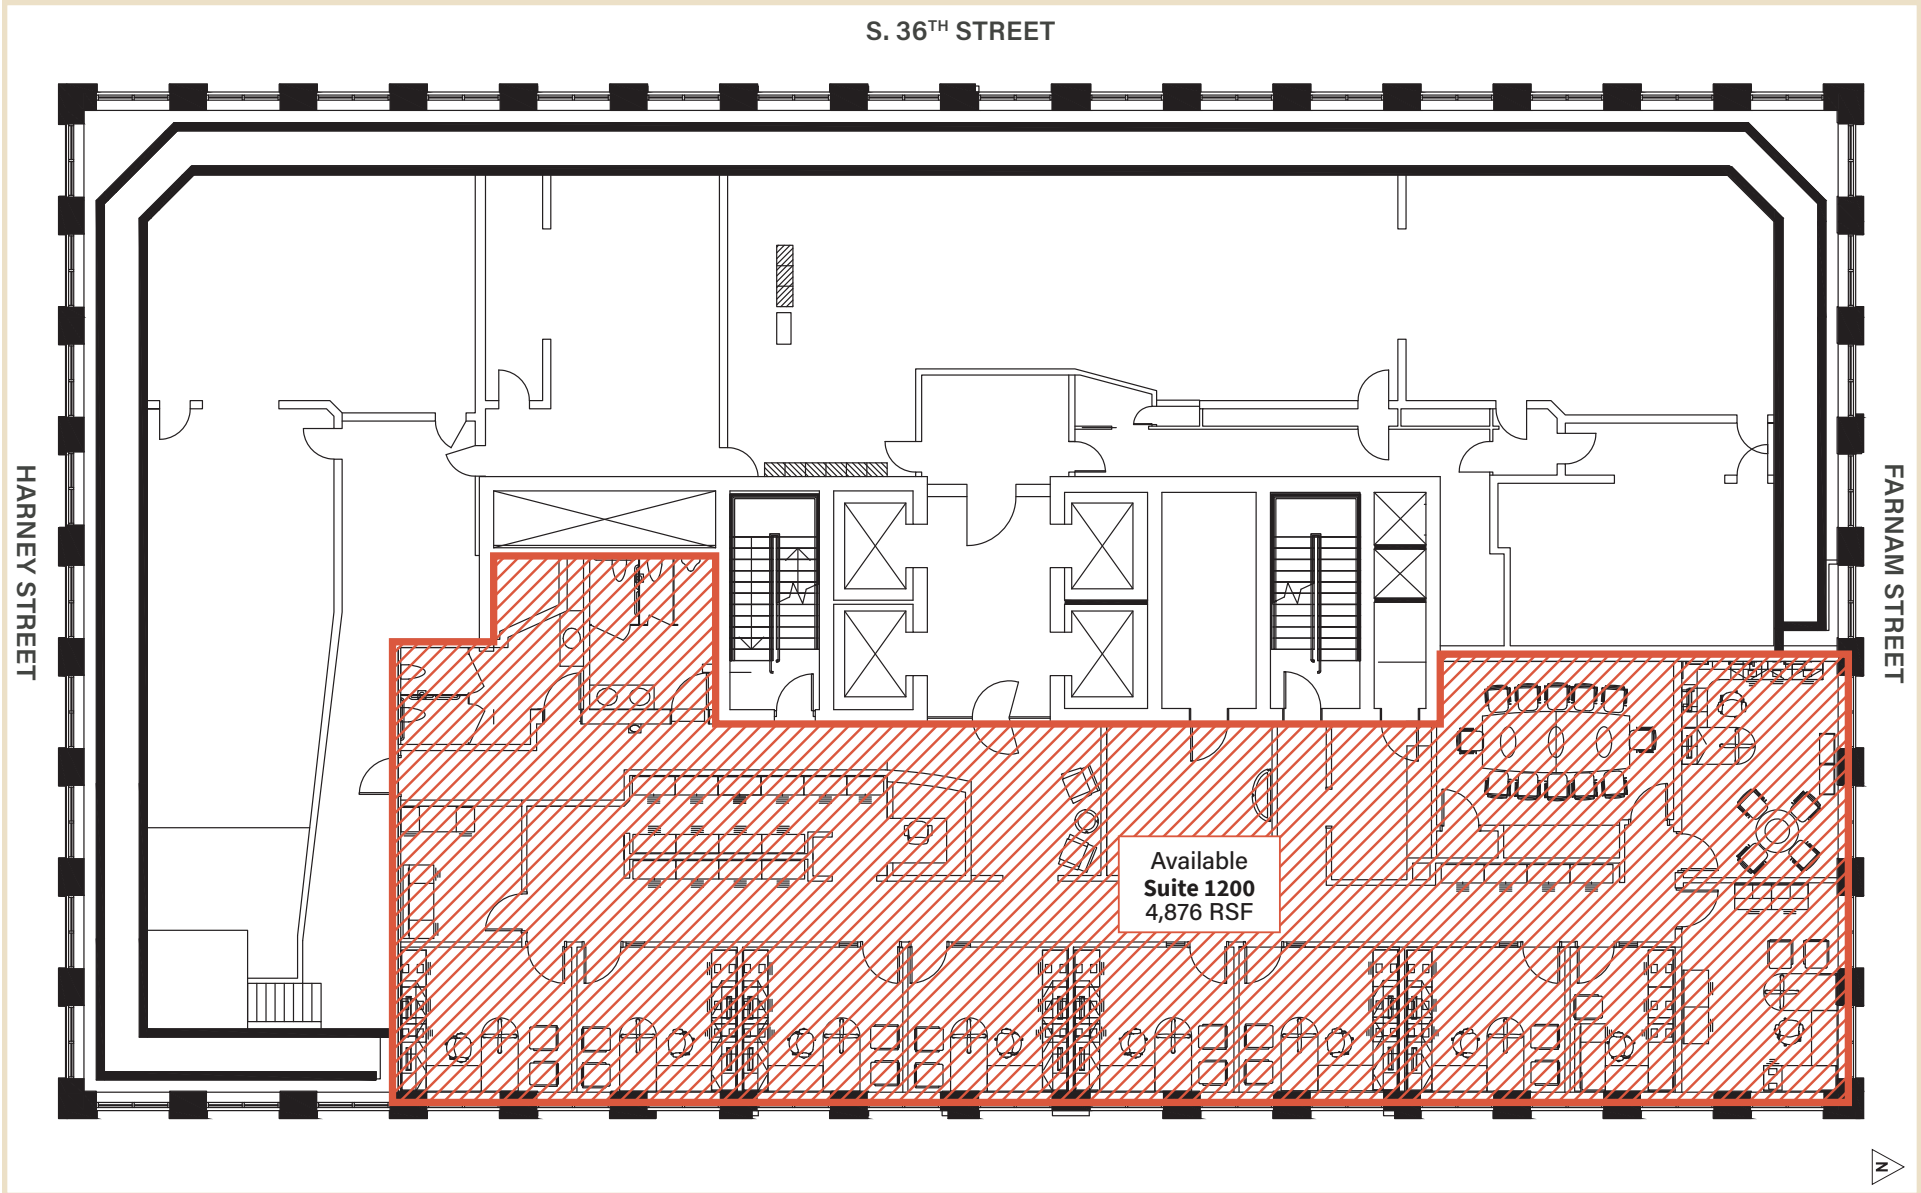 S. 36TH STREET
HARNEY STREET
FARNAM STREET
Available
Suite 1200
4,876 RSF
N